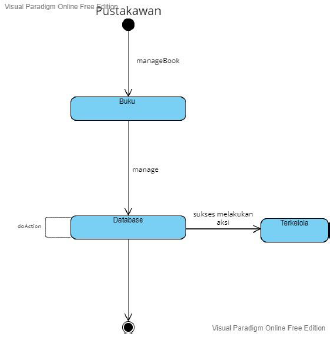 Visual Paradigm Online Free Edition
Pustakawan
manageBook
Buku
manage
Database
doAction
sukses melakukan
aksi
Terkelola
Visual Paradigm Online Free Edition